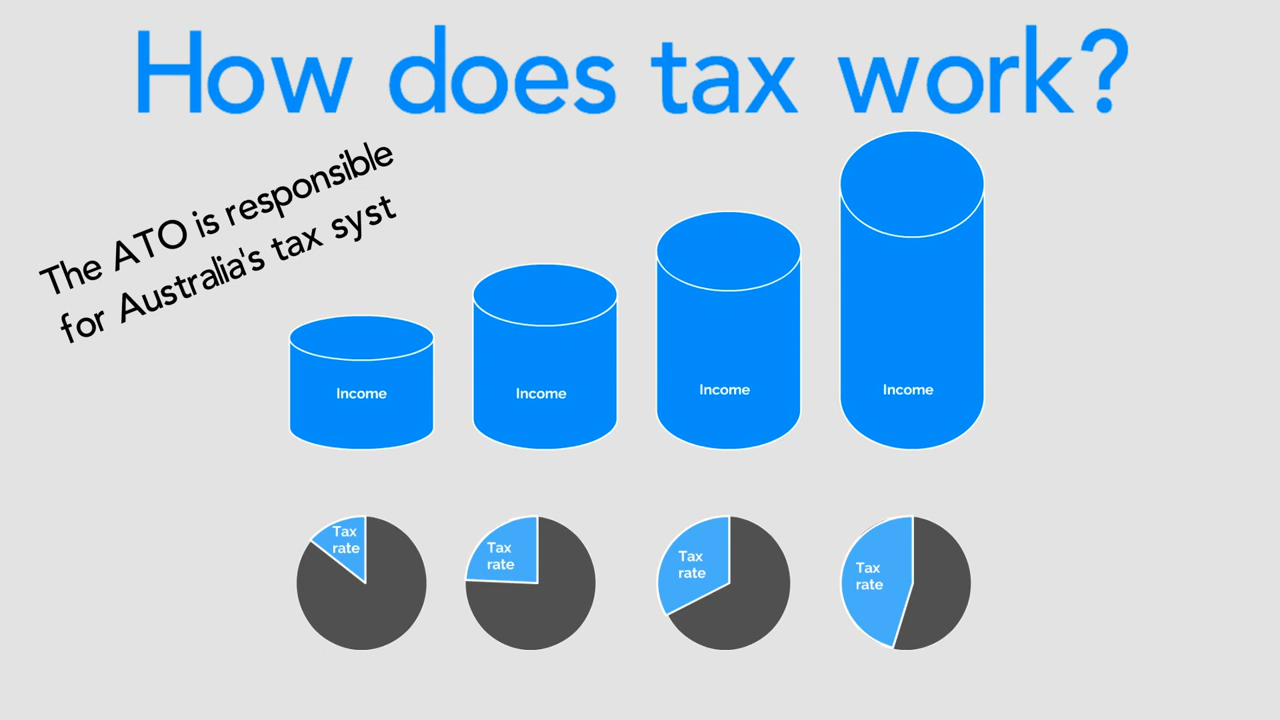 How does tax work?
The ATO is responsible
for Australia's tax syst
Income
Income
Income
Income
Tax
rate
Tax
rate
Tax
rate
Tax
rate